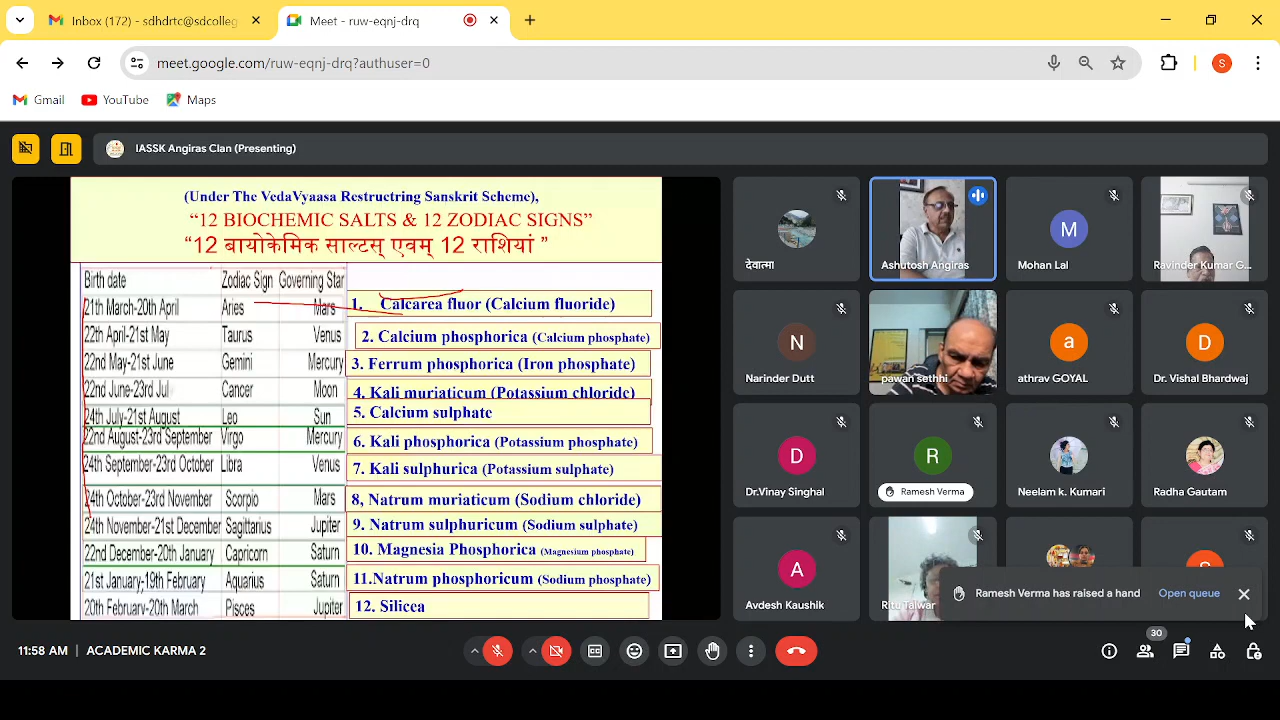 Inbox (172) - sdhdrtc@sdcolleg
Meet - ruw-eqnj-drq
meet.google.com/ruw-eqnj-drq?authuser=0
S
Gmail
YouTube
Maps
IASSK Angiras Clan (Presenting)
(Under The VedaVyaasa Restructring Sanskrit Scheme),
“12 BIOCHEMIC SALTS & 12 ZODIAC SIGNS”
“12 बायोकेमिक साल्टस् एवम् 12 राशियां ”
Birth date Zodiac Sign Governing Star
21th March-20th April Aries Mars 1. Calcarea fluor (Calcium fluoride)
22th April-21st May Taurus Venus 2. Calcium phosphorica (Calcium phosphate)
22nd May-21st June Gemini Mercury 3. Ferrum phosphorica (Iron phosphate)
22nd June-23rd Jul Cancer Moon 4. Kali muriaticum (Potassium chloride)
24th July-21st August Leo Sun 5. Calcium sulphate
22nd August-23rd September Virgo Mercury 6. Kali phosphorica (Potassium phosphate)
24th September-23rd October Libra Venus 7. Kali sulphurica (Potassium sulphate)
24th October-23rd November Scorpio Mars 8, Natrum muriaticum (Sodium chloride)
24th November-21st December Sagittarius Jupiter 9. Natrum sulphuricum (Sodium sulphate)
22nd December-20th January Capricorn Saturn 10. Magnesia Phosphorica (Magnesium phosphate)
21st January,19th February Aquarius Saturn 11.Natrum phosphoricum (Sodium phosphate)
20th February-20th March Pisces Jupiter 12. Silicea
देवात्मा
Ashutosh Angiras
M
Mohan Lal
Ravinder Kumar G...
N
Narinder Dutt
pawan sethhi
a
athrav GOYAL
D
Dr. Vishal Bhardwaj
D
Dr.Vinay Singhal
R
Ramesh Verma
Neelam k. Kumari
Radha Gautam
A
Avdesh Kaushik
Ritu Talwar
Ramesh Verma has raised a hand
Open queue
11:58 AM | ACADEMIC KARMA 2
30